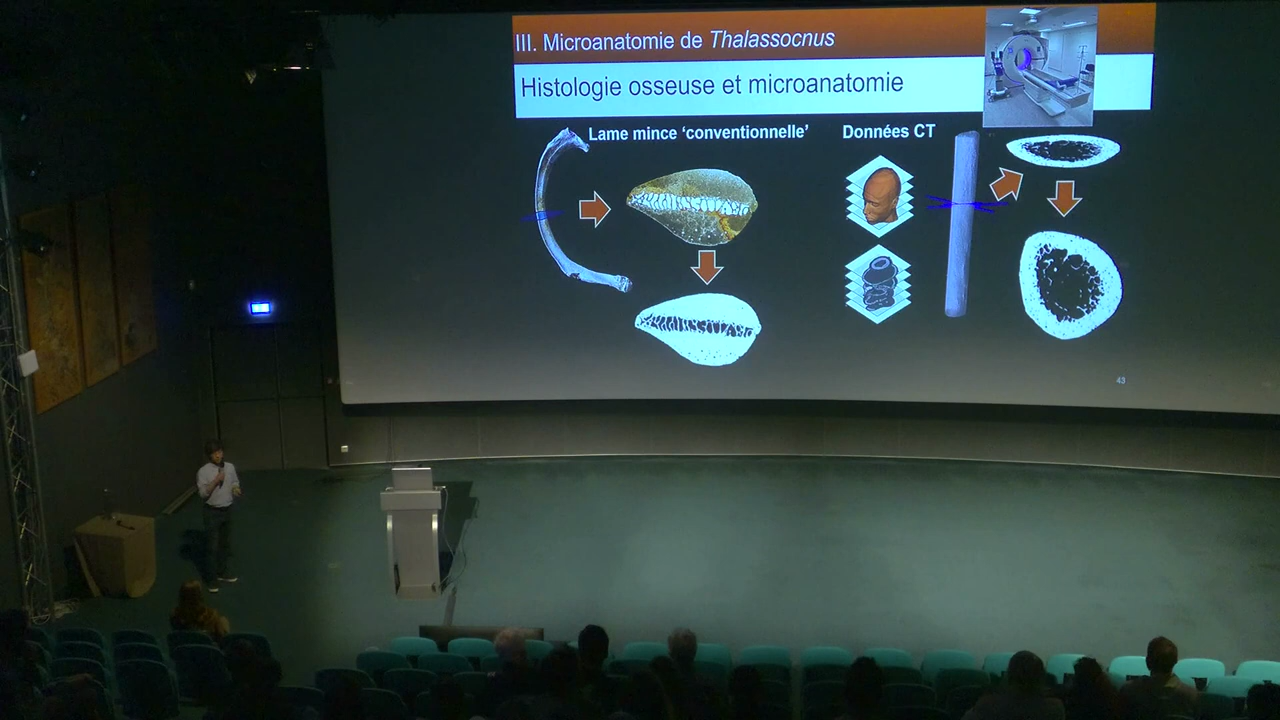 III. Microanatomie de Thalassocnus
Histologie osseuse et microanatomie
Lame mince ‘conventionnelle’
Données CT
43